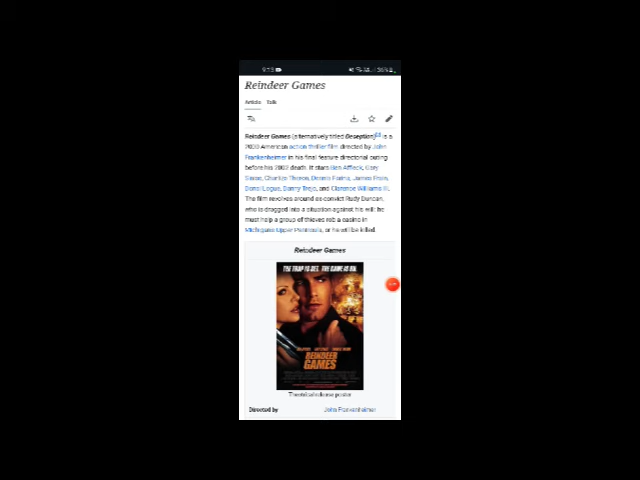 Reindeer Games
Article Talk
Reindeer Games (alternatively titled Deception)[2] is a
2000 American action thriller film directed by John
Frankenheimer in his final feature directorial outing
before his 2002 death. It stars Ben Affleck, Gary
Sinise, Charlize Theron, Dennis Farina, James Frain,
Donal Logue, Danny Trejo, and Clarence Williams III.
The film revolves around ex-convict Rudy Duncan,
who is dragged into a situation against his will; he
must help a group of thieves rob a casino in
Michigan's Upper Peninsula, or he will be killed.
Reindeer Games
THE TRAP IS SET. THE GAME IS ON.
REINDEER
GAMES
Theatrical release poster
Directed by John Frankenheimer